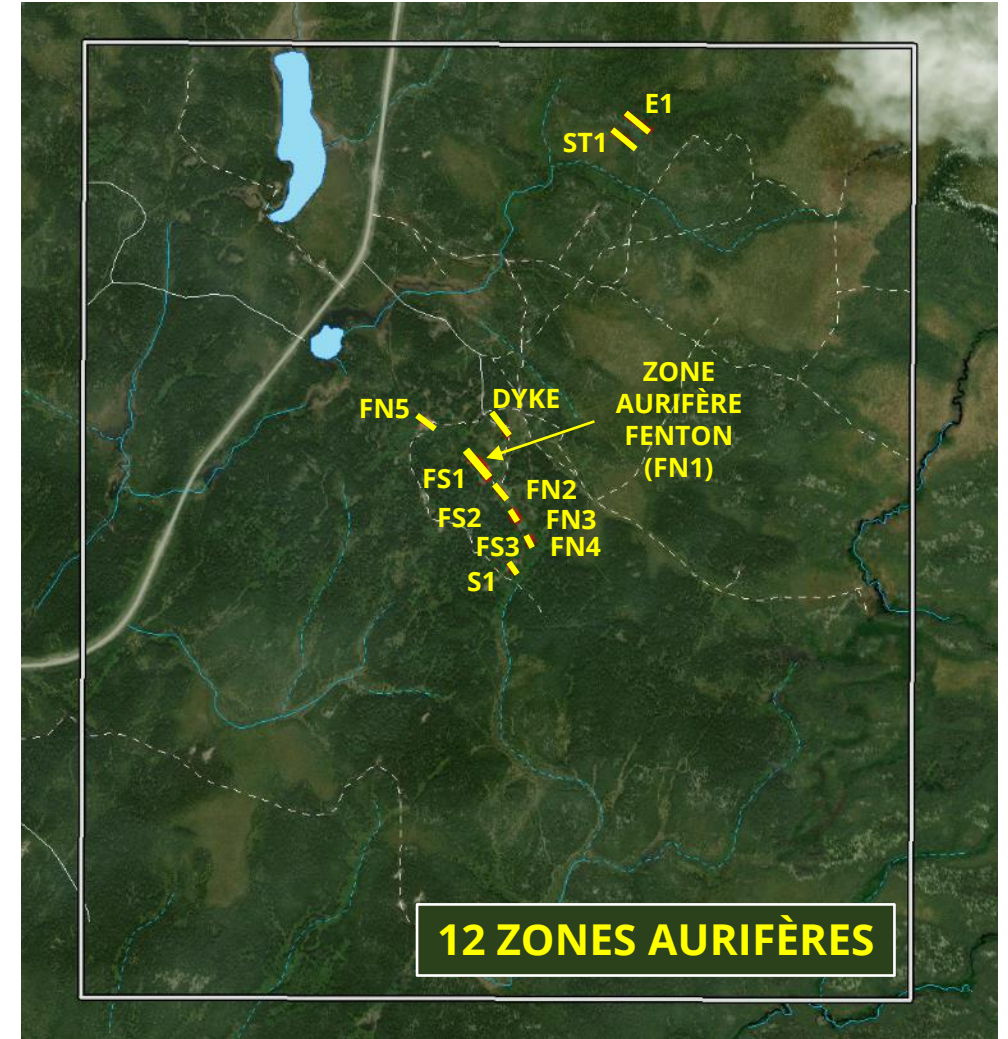 E1
ST1
ZONE
AURIFÈRE
FENTON
(FN1)
DYKE
FN5
FS1
FN2
FS2
FN3
FS3
FN4
S1
12 ZONES AURIFÈRES